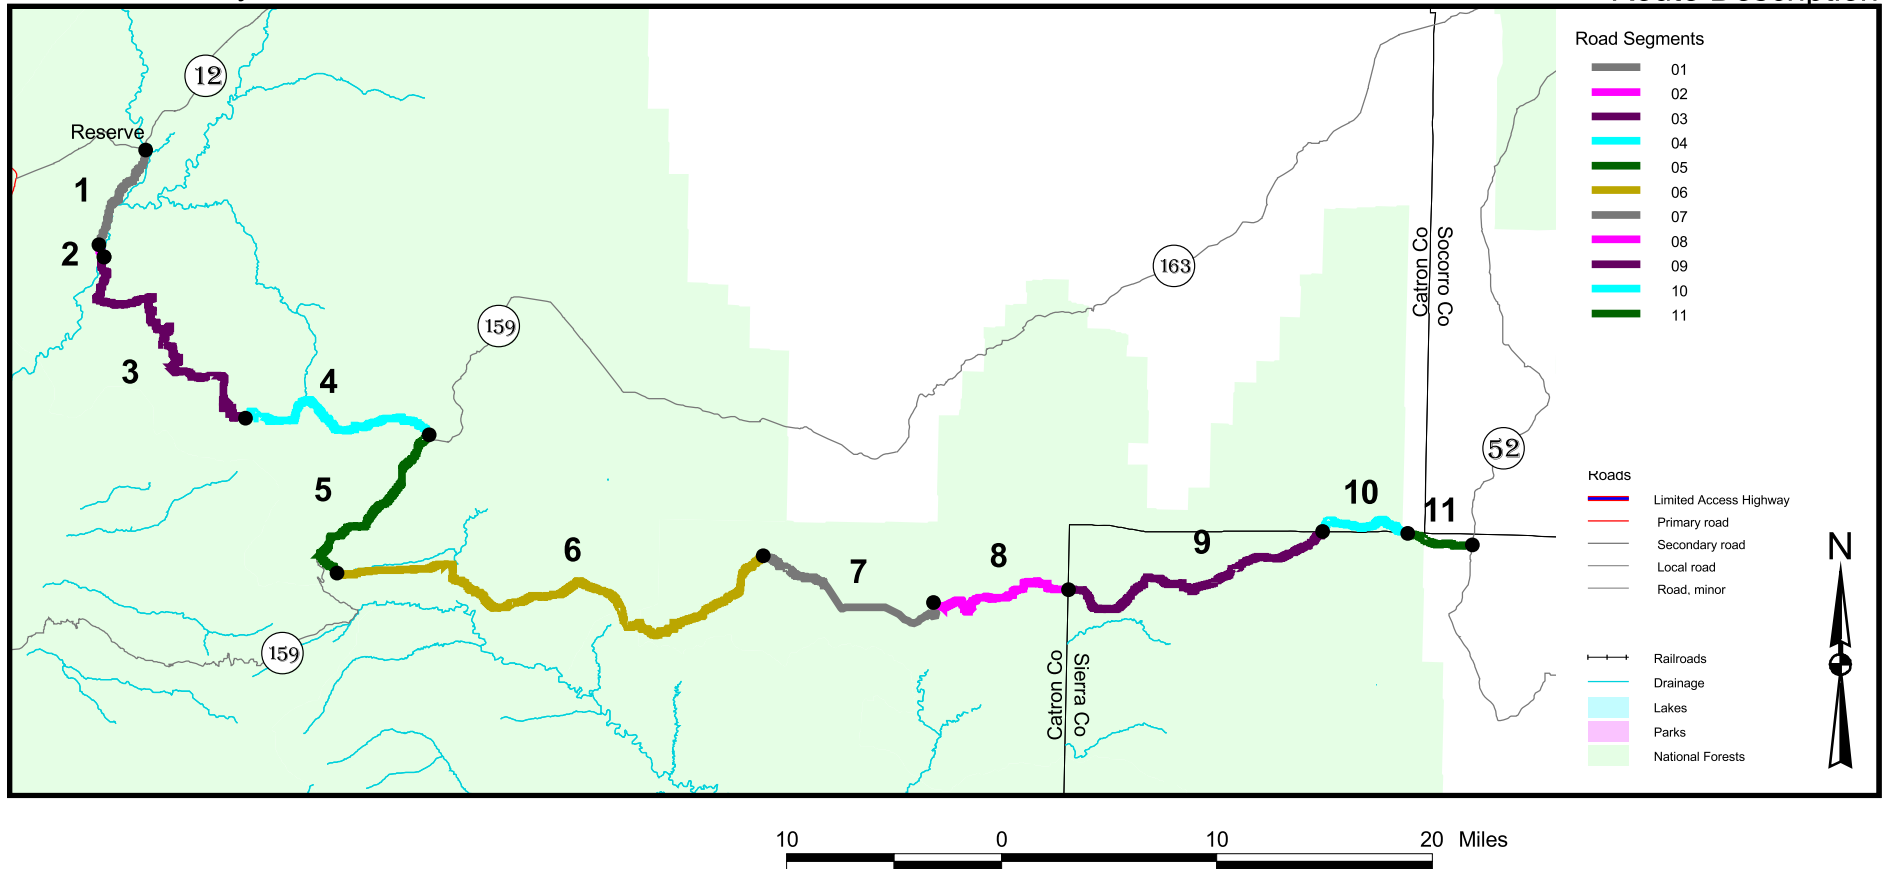 Route Description
12
Reserve
1
2
3
4
5
6
7
8
9
10
11
159
159
163
52
Catron Co
Socorro Co
Catron Co
Sierra Co
Road Segments
01
02
03
04
05
06
07
08
09
10
11
Roads
Limited Access Highway
Primary road
Secondary road
Local road
Road, minor
Railroads
Drainage
Lakes
Parks
National Forests
N
10 0 10 20 Miles